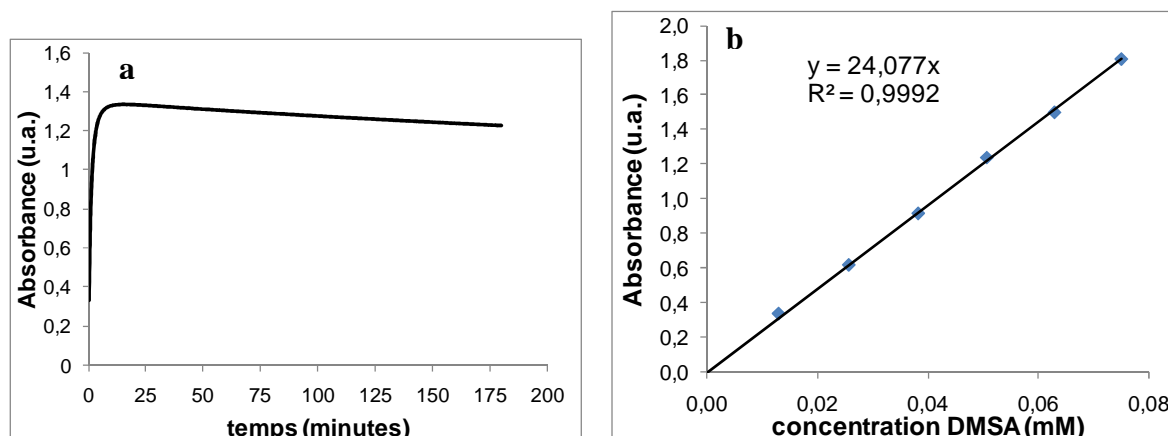 a
1,6
1,4
1,2
1
0,8
0,6
0,4
0,2
0
Absorbance (u.a.)
0 25 50 75 100 125 150 175 200
temps (minutes)
b
y = 24,077x
R² = 0,9992
2,0
1,8
1,6
1,4
1,2
1,0
0,8
0,6
0,4
0,2
0,0
Absorbance (u.a.)
0,00 0,02 0,04 0,06 0,08
concentration DMSA (mM)